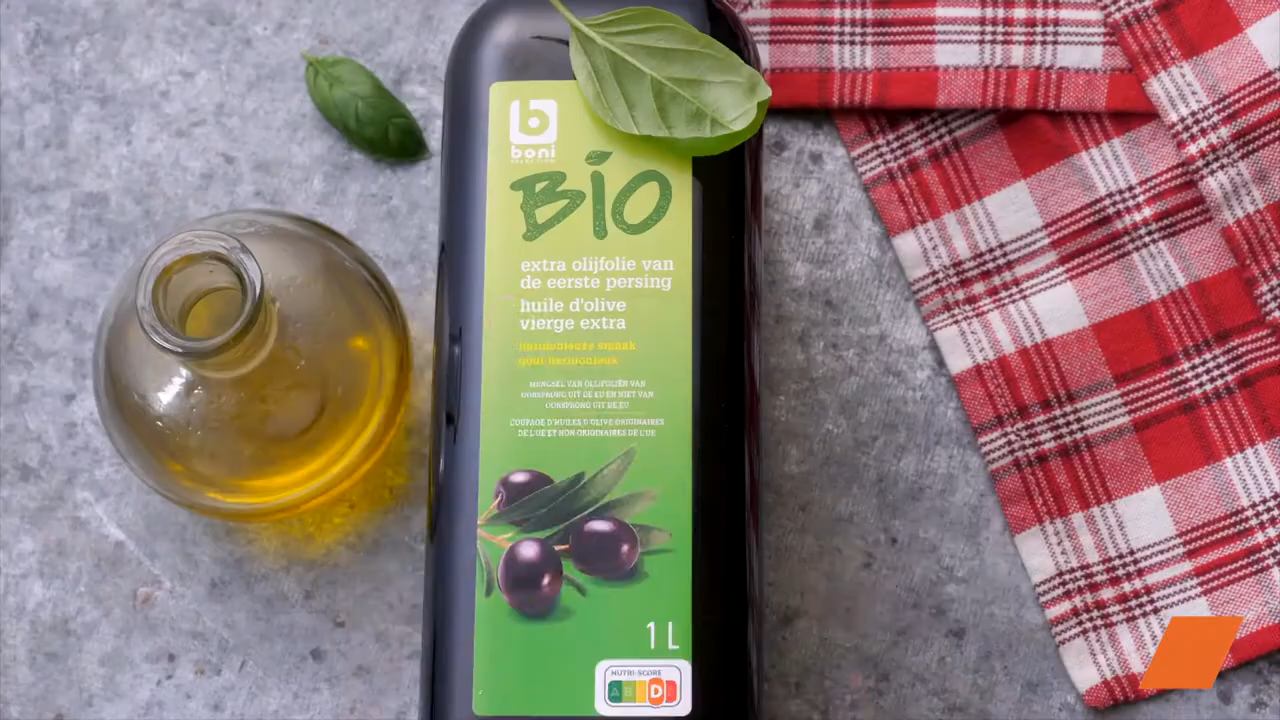 boni
SELECTION
BIO
extra olijfolie van
de eerste persing
huile d'olive
vierge extra
harmonieuze smaak
goût harmonieux
MENGSEL VAN OLIJFOLIËN VAN
OORSPRONG UIT DE EU EN NIET VAN
OORSPRONG UIT DE EU
COUPAGE D'HUILES D'OLIVE ORIGINAIRES
DE L'UE ET NON ORIGINAIRES DE L'UE
1 L
NUTRI-SCORE
A B D